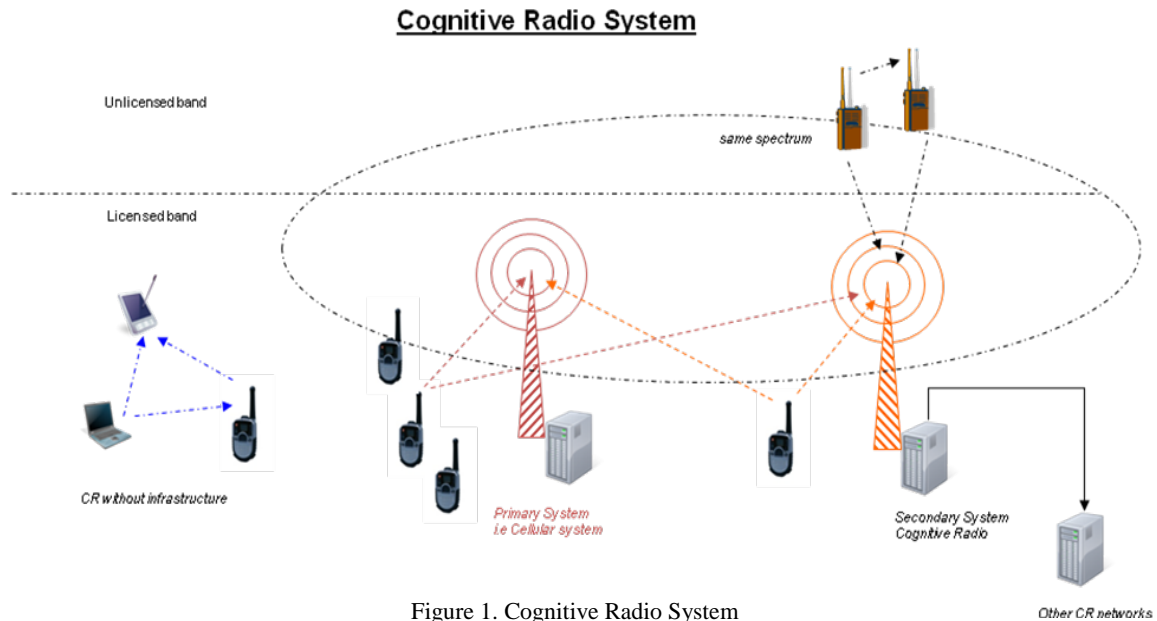 Cognitive Radio System
Unlicensed band
same spectrum
Licensed band
CR without infrastructure
Primary System
i.e Cellular system
Secondary System
Cognitive Radio
Other CR networks
Figure 1. Cognitive Radio System